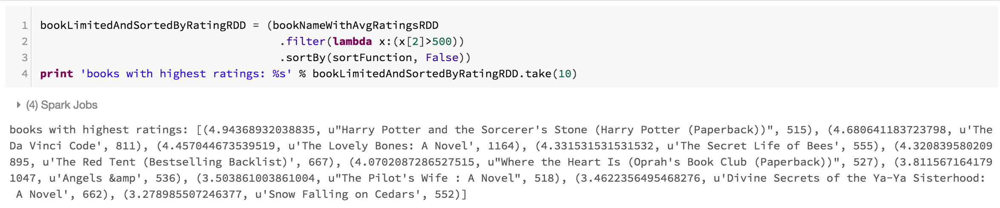 1 bookLimitedAndSortedByRatingRDD = (bookNameWithAvgRatingsRDD
2 .filter(lambda x:(x[2]>500))
3 .sortBy(sortFunction, False))
4 print 'books with highest ratings: %s' % bookLimitedAndSortedByRatingRDD.take(10)
(4) Spark Jobs
books with highest ratings: [(4.94368932038835, u"Harry Potter and the Sorcerer's Stone (Harry Potter (Paperback))", 515), (4.680641183723798, u'The
Da Vinci Code', 811), (4.457044673539519, u'The Lovely Bones: A Novel', 1164), (4.331531531531532, u'The Secret Life of Bees', 555), (4.320839580209
895, u'The Red Tent (Bestselling Backlist)', 667), (4.0702087286527515, u"Where the Heart Is (Oprah's Book Club (Paperback))", 527), (3.811567164179
1047, u'Angels &amp', 536), (3.503861003861004, u"The Pilot's Wife : A Novel", 518), (3.4622356495468276, u'Divine Secrets of the Ya-Ya Sisterhood:
A Novel', 662), (3.278985507246377, u'Snow Falling on Cedars', 552)]